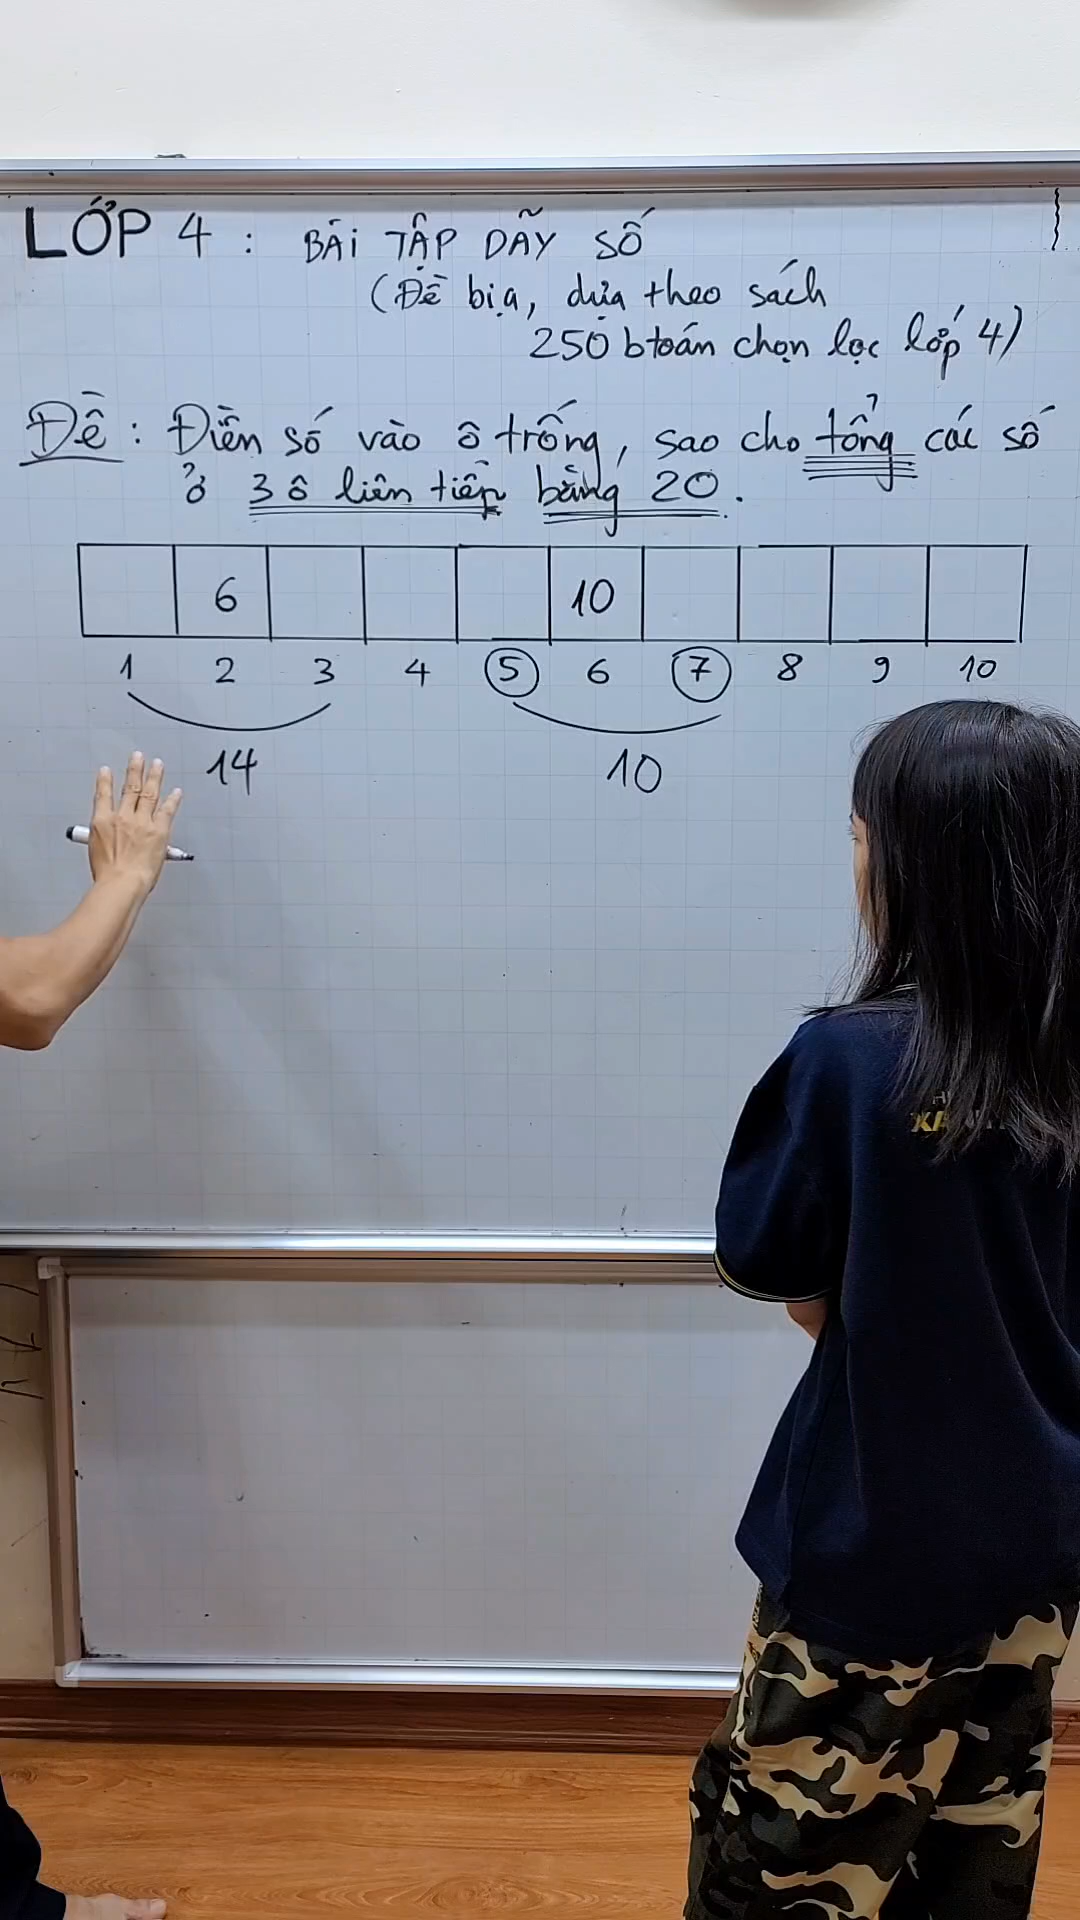 LỚP 4 : BÀI TẬP DÃY SỐ
(Đề bịa, dựa theo sách
250 btoán chọn lọc lớp 4)
Đề : Điền số vào ô trống, sao cho tổng các số
ở 3 ô liên tiếp bằng 20.
6 10
1 2 3 4 5 6 7 8 9 10
14 10